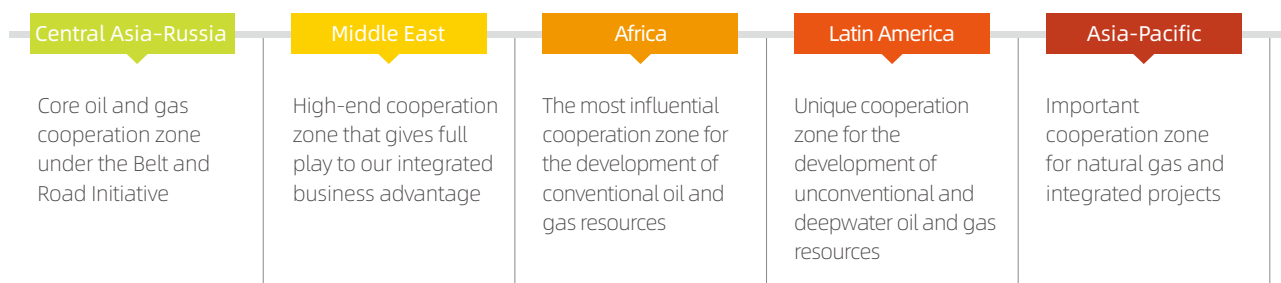 Central Asia-Russia
Core oil and gas
cooperation zone
under the Belt and
Road Initiative
Middle East
High-end cooperation
zone that gives full
play to our integrated
business advantage
Africa
The most influential
cooperation zone for
the development of
conventional oil and
gas resources
Latin America
Unique cooperation
zone for the
development of
unconventional and
deepwater oil and gas
resources
Asia-Pacific
Important
cooperation zone
for natural gas and
integrated projects